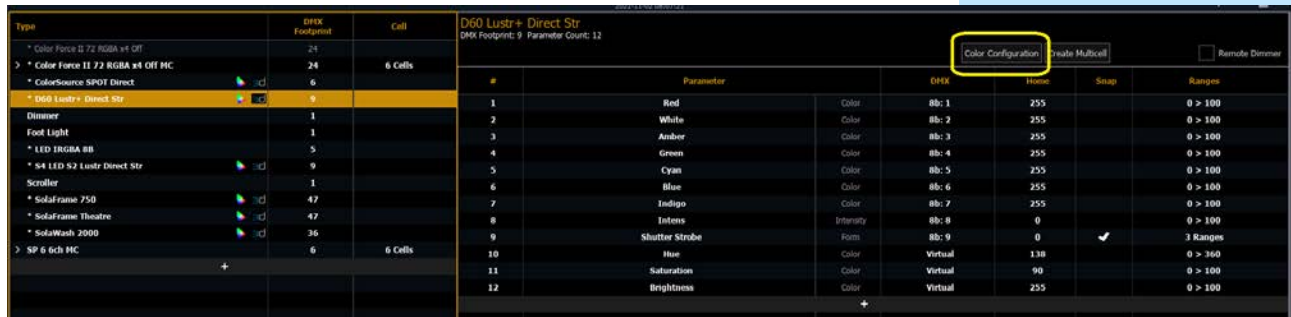 Type DMX Footprint Cell
* Color Force II 72 RGBA x4 Off 24
> * Color Force II 72 RGBA x4 Off MC 24 6 Cells
* ColorSource SPOT Direct 6
* D60 Lustr+ Direct Str 9
Dimmer 1
Foot Light 1
* LED IRGBA 8B 5
* S4 LED S2 Lustr Direct Str 9
Scroller 1
* SolaFrame 750 47
* SolaFrame Theatre 47
* SolaWash 2000 36
> SP 6 6ch MC 6 6 Cells
+
D60 Lustr+ Direct Str
DMX Footprint: 9 Parameter Count: 12
Color Configuration Create Multicell Remote Dimmer
# Parameter DMX Home Snap Ranges
1 Red Color 8b: 1 255 0 > 100
2 White Color 8b: 2 255 0 > 100
3 Amber Color 8b: 3 255 0 > 100
4 Green Color 8b: 4 255 0 > 100
5 Cyan Color 8b: 5 255 0 > 100
6 Blue Color 8b: 6 255 0 > 100
7 Indigo Color 8b: 7 255 0 > 100
8 Intens Intensity 8b: 8 0 0 > 100
9 Shutter Strobe Form 8b: 9 0 ✔ 3 Ranges
10 Hue Color Virtual 138 0 > 360
11 Saturation Color Virtual 90 0 > 100
12 Brightness Color Virtual 255 0 > 100
+